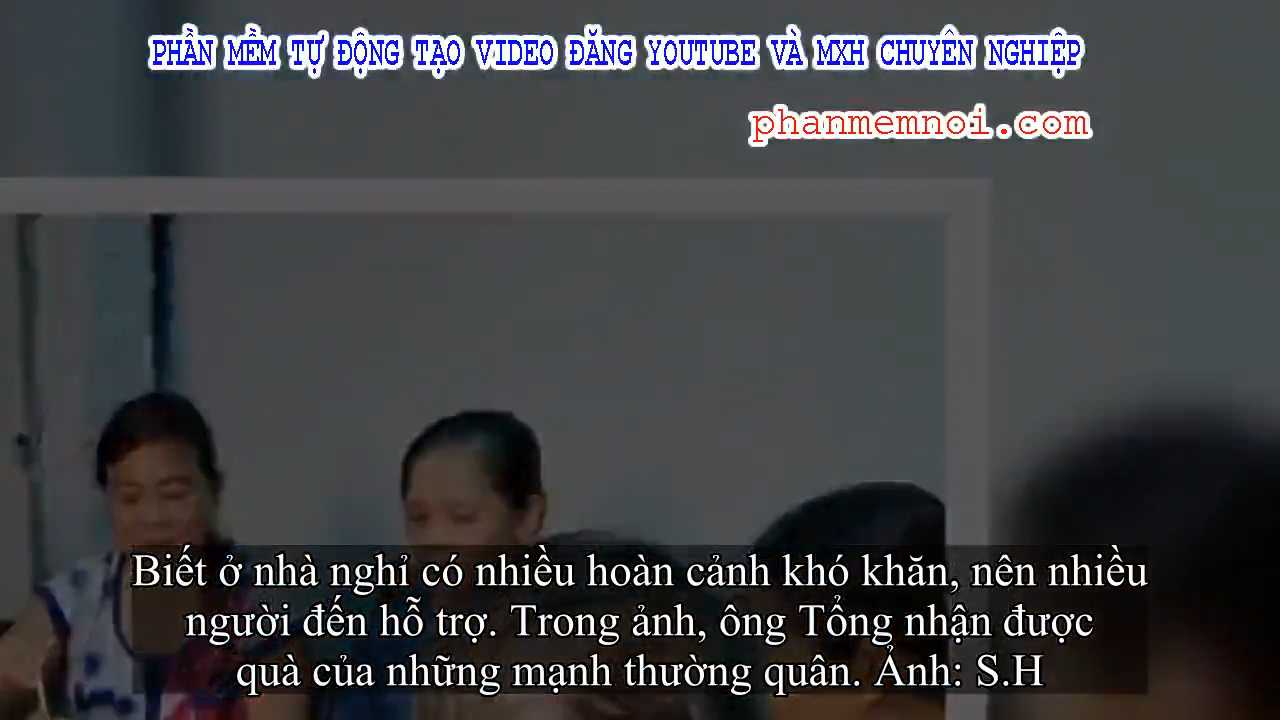 PHẦN MỀM TỰ ĐỘNG TẠO VIDEO ĐĂNG YOUTUBE VÀ MXH CHUYÊN NGHIỆP
phanmemnoi.com
Biết ở nhà nghỉ có nhiều hoàn cảnh khó khăn, nên nhiều
người đến hỗ trợ. Trong ảnh, ông Tổng nhận được
quà của những mạnh thường quân. Ảnh: S.H